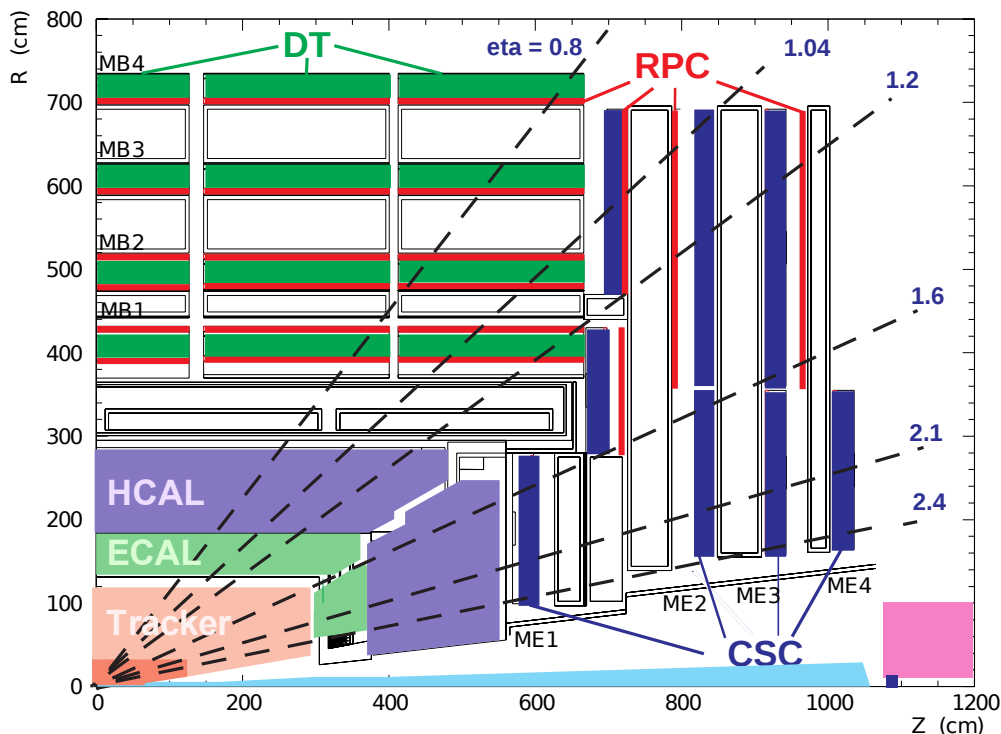 R (cm)
800
700
600
500
400
300
200
100
0
MB4
MB3
MB2
MB1
DT
eta = 0.8
1.04
1.2
1.6
2.1
2.4
RPC
HCAL
ECAL
Tracker
ME1
ME2
ME3
ME4
CSC
0
200
400
600
800
1000
1200
Z (cm)